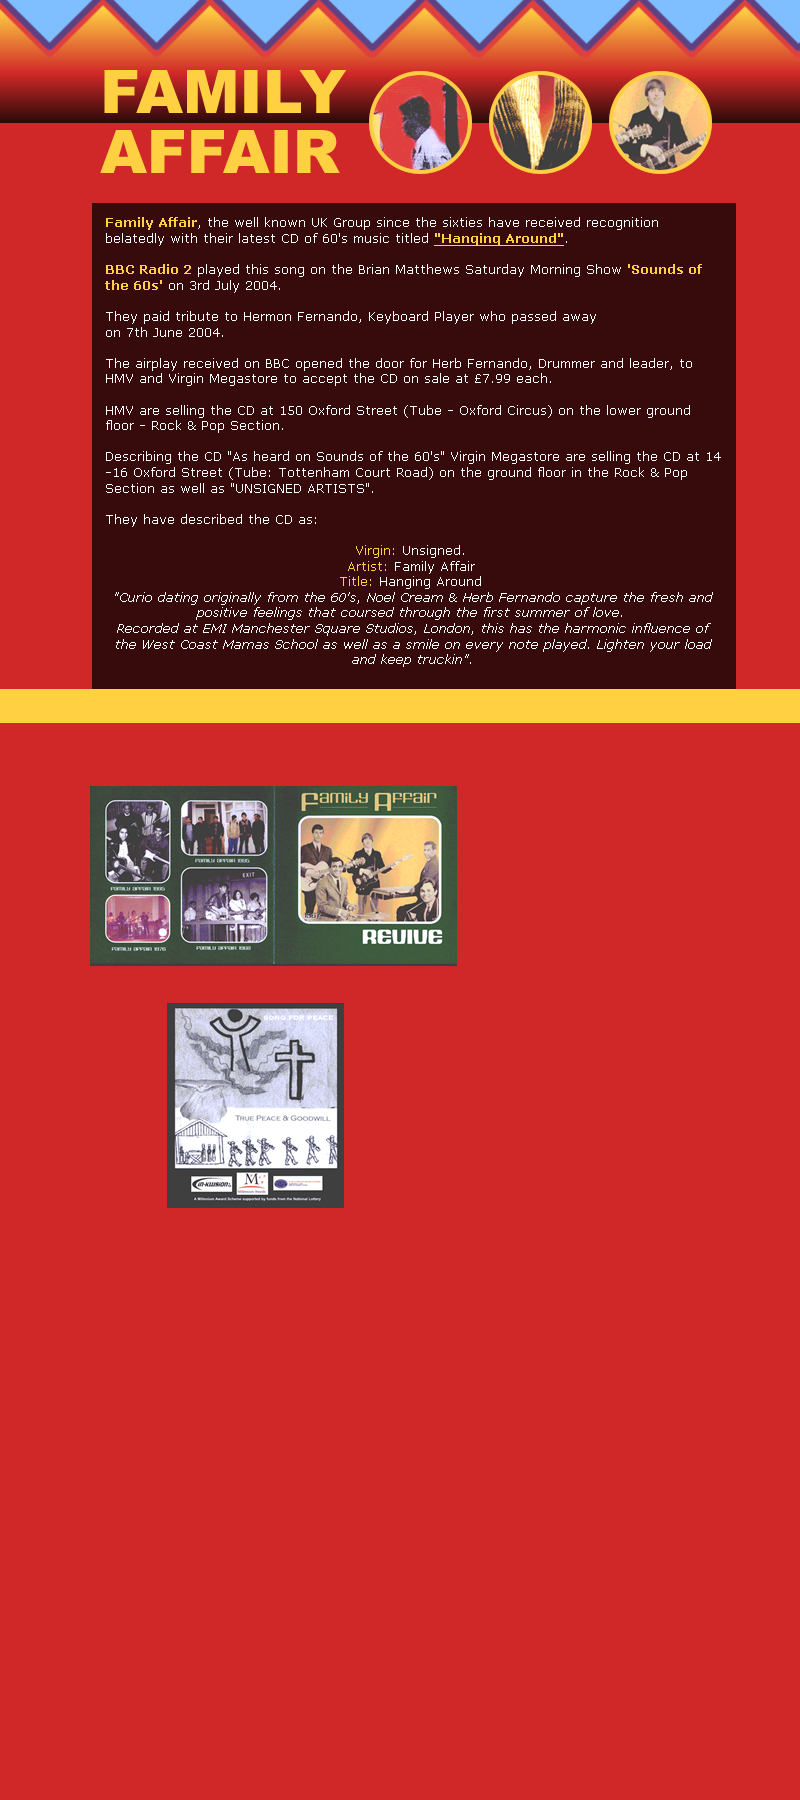 FAMILY
AFFAIR
Family Affair, the well known UK Group since the sixties have received recognition
belatedly with their latest CD of 60's music titled "Hanging Around".
BBC Radio 2 played this song on the Brian Matthews Saturday Morning Show 'Sounds of
the 60s' on 3rd July 2004.
They paid tribute to Hermon Fernando, Keyboard Player who passed away
on 7th June 2004.
The airplay received on BBC opened the door for Herb Fernando, Drummer and leader, to
HMV and Virgin Megastore to accept the CD on sale at £7.99 each.
HMV are selling the CD at 150 Oxford Street (Tube - Oxford Circus) on the lower ground
floor - Rock & Pop Section.
Describing the CD "As heard on Sounds of the 60's" Virgin Megastore are selling the CD at 14
-16 Oxford Street (Tube: Tottenham Court Road) on the ground floor in the Rock & Pop
Section as well as "UNSIGNED ARTISTS".
They have described the CD as:
Virgin: Unsigned.
Artist: Family Affair
Title: Hanging Around
"Curio dating originally from the 60's, Noel Cream & Herb Fernando capture the fresh and
positive feelings that coursed through the first summer of love.
Recorded at EMI Manchester Square Studios, London, this has the harmonic influence of
the West Coast Mamas School as well as a smile on every note played. Lighten your load
and keep truckin".
Family Affair
EXIT
FAMILY AFFAIR
FAMILY AFFAIR
FAMILY AFFAIR 1976
FAMILY AFFAIR
REVIVE
SONG FOR PEACE
TRUE PEACE & GOODWILL
A Millenium Award Scheme supported by funds from the National Lottery